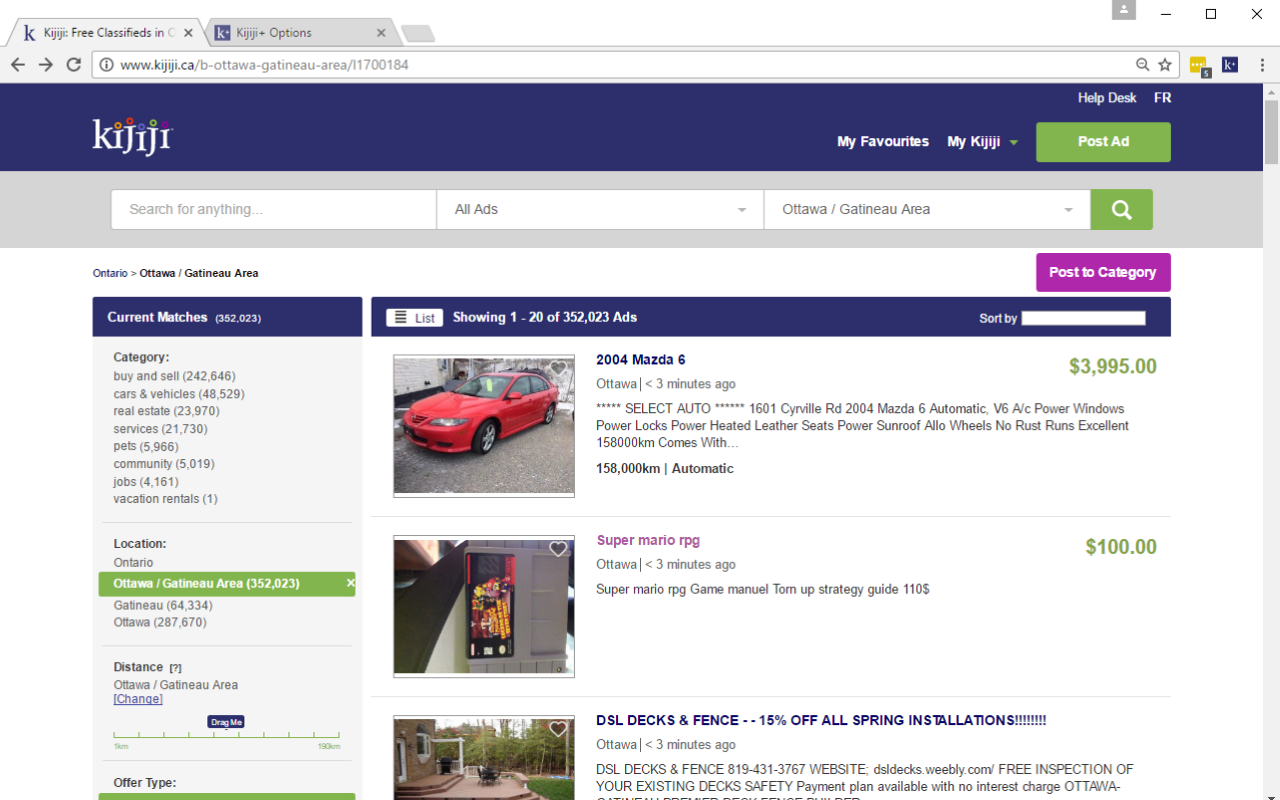 Kijiji: Free Classifieds in O
Kijiji+ Options
www.kijiji.ca/b-ottawa-gatineau-area/l1700184
5
k+
Help Desk FR
kijiji
My Favourites My Kijiji Post Ad
Search for anything... All Ads Ottawa / Gatineau Area
Ontario > Ottawa / Gatineau Area
Post to Category
Current Matches (352,023)
Category:
buy and sell (242,646)
cars & vehicles (48,529)
real estate (23,970)
services (21,730)
pets (5,966)
community (5,019)
jobs (4,161)
vacation rentals (1)
Location:
Ontario
Ottawa / Gatineau Area (352,023) ×
Gatineau (64,334)
Ottawa (287,670)
Distance [?]
Ottawa / Gatineau Area
[Change]
Drag Me
1km 190km
Offer Type:
List Showing 1 - 20 of 352,023 Ads Sort by
2004 Mazda 6 $3,995.00
Ottawa | < 3 minutes ago
***** SELECT AUTO ****** 1601 Cyrville Rd 2004 Mazda 6 Automatic, V6 A/c Power Windows
Power Locks Power Heated Leather Seats Power Sunroof Allo Wheels No Rust Runs Excellent
158000km Comes With...
158,000km | Automatic
Super mario rpg $100.00
Ottawa | < 3 minutes ago
Super mario rpg Game manuel Torn up strategy guide 110$
DSL DECKS & FENCE - - 15% OFF ALL SPRING INSTALLATIONS!!!!!!!!
Ottawa | < 3 minutes ago
DSL DECKS & FENCE 819-431-3767 WEBSITE; dsldecks.weebly.com/ FREE INSPECTION OF
YOUR EXISTING DECKS SAFETY Payment plan available with no interest charge OTTAWA-
GATINEAU PREMIER DECK FENCE BUILDER